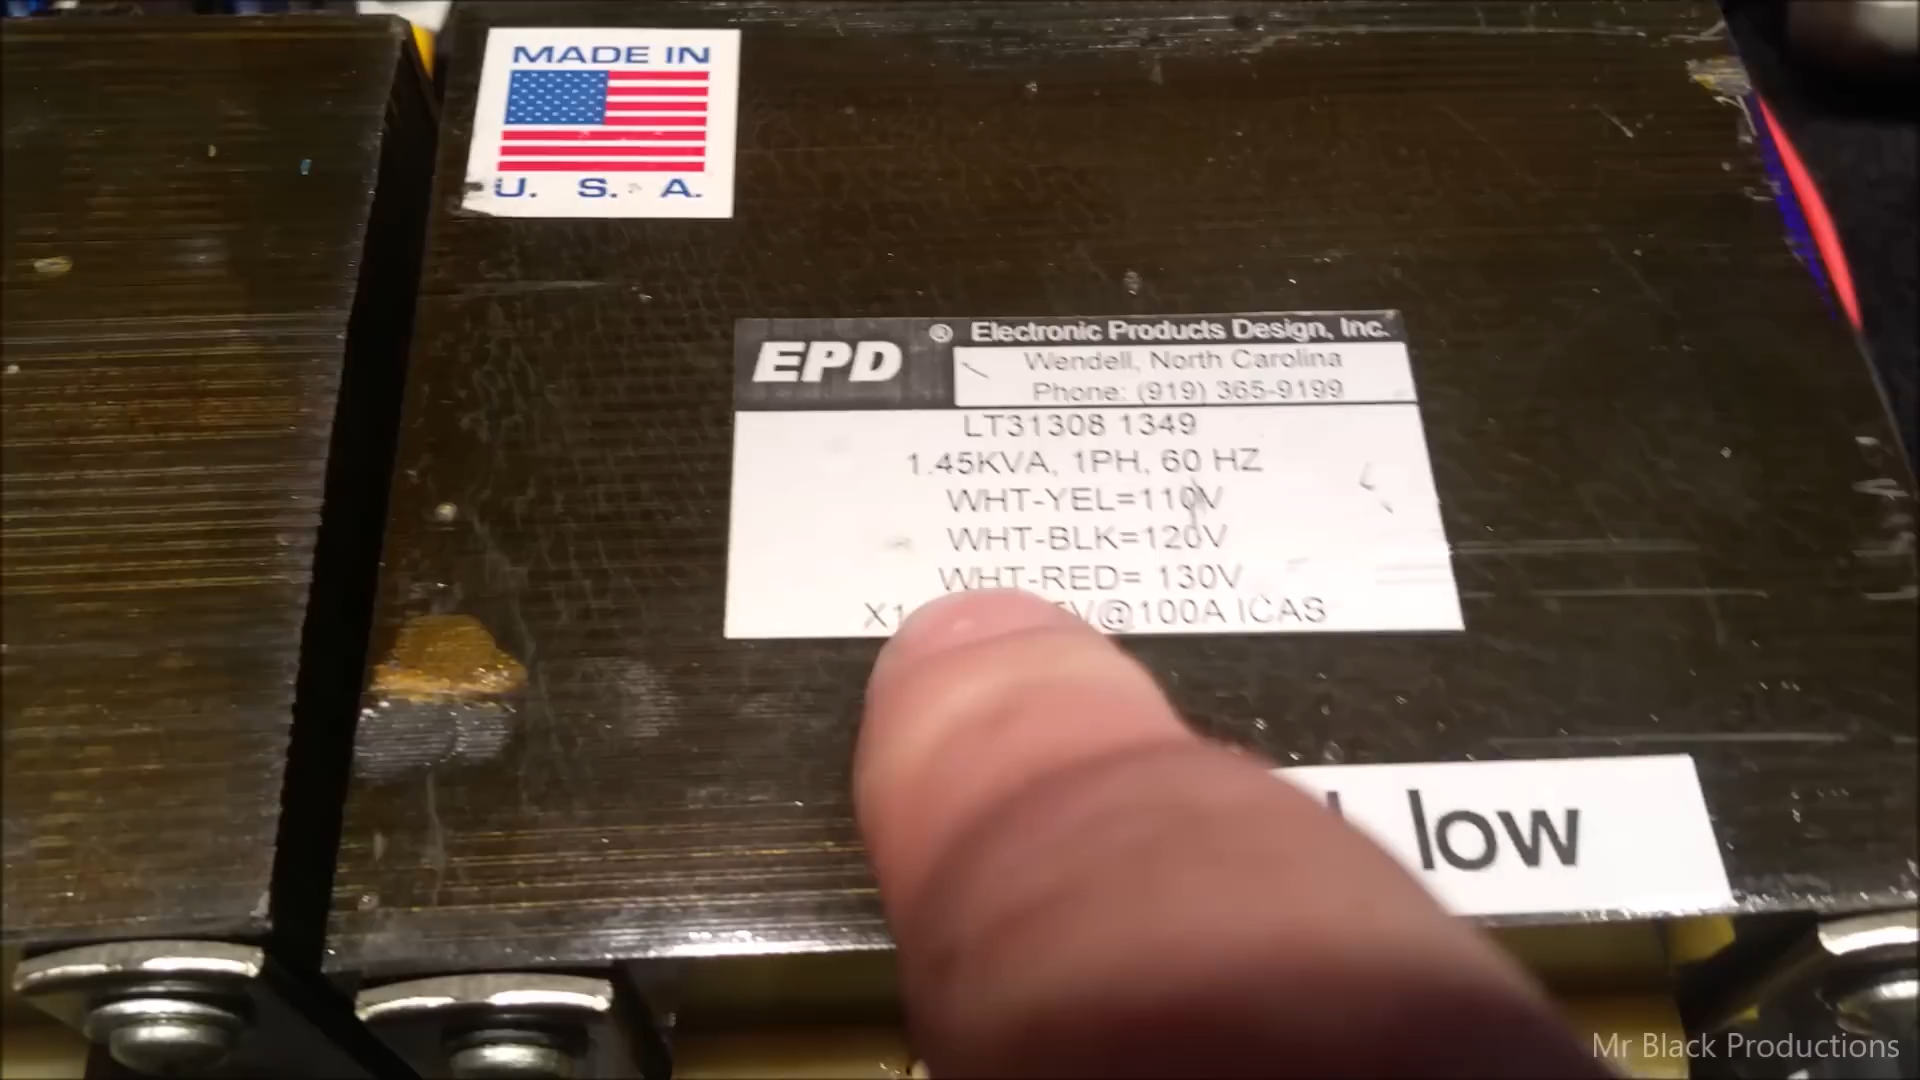 MADE IN
U. S. A.
EPD
® Electronic Products Design, Inc.
Wendell, North Carolina
Phone: (919) 365-9199
LT31308 1349
1.45KVA, 1PH, 60 HZ
WHT-YEL=110V
WHT-BLK=120V
WHT-RED= 130V
V@100A ICAS
low
Mr Black Productions